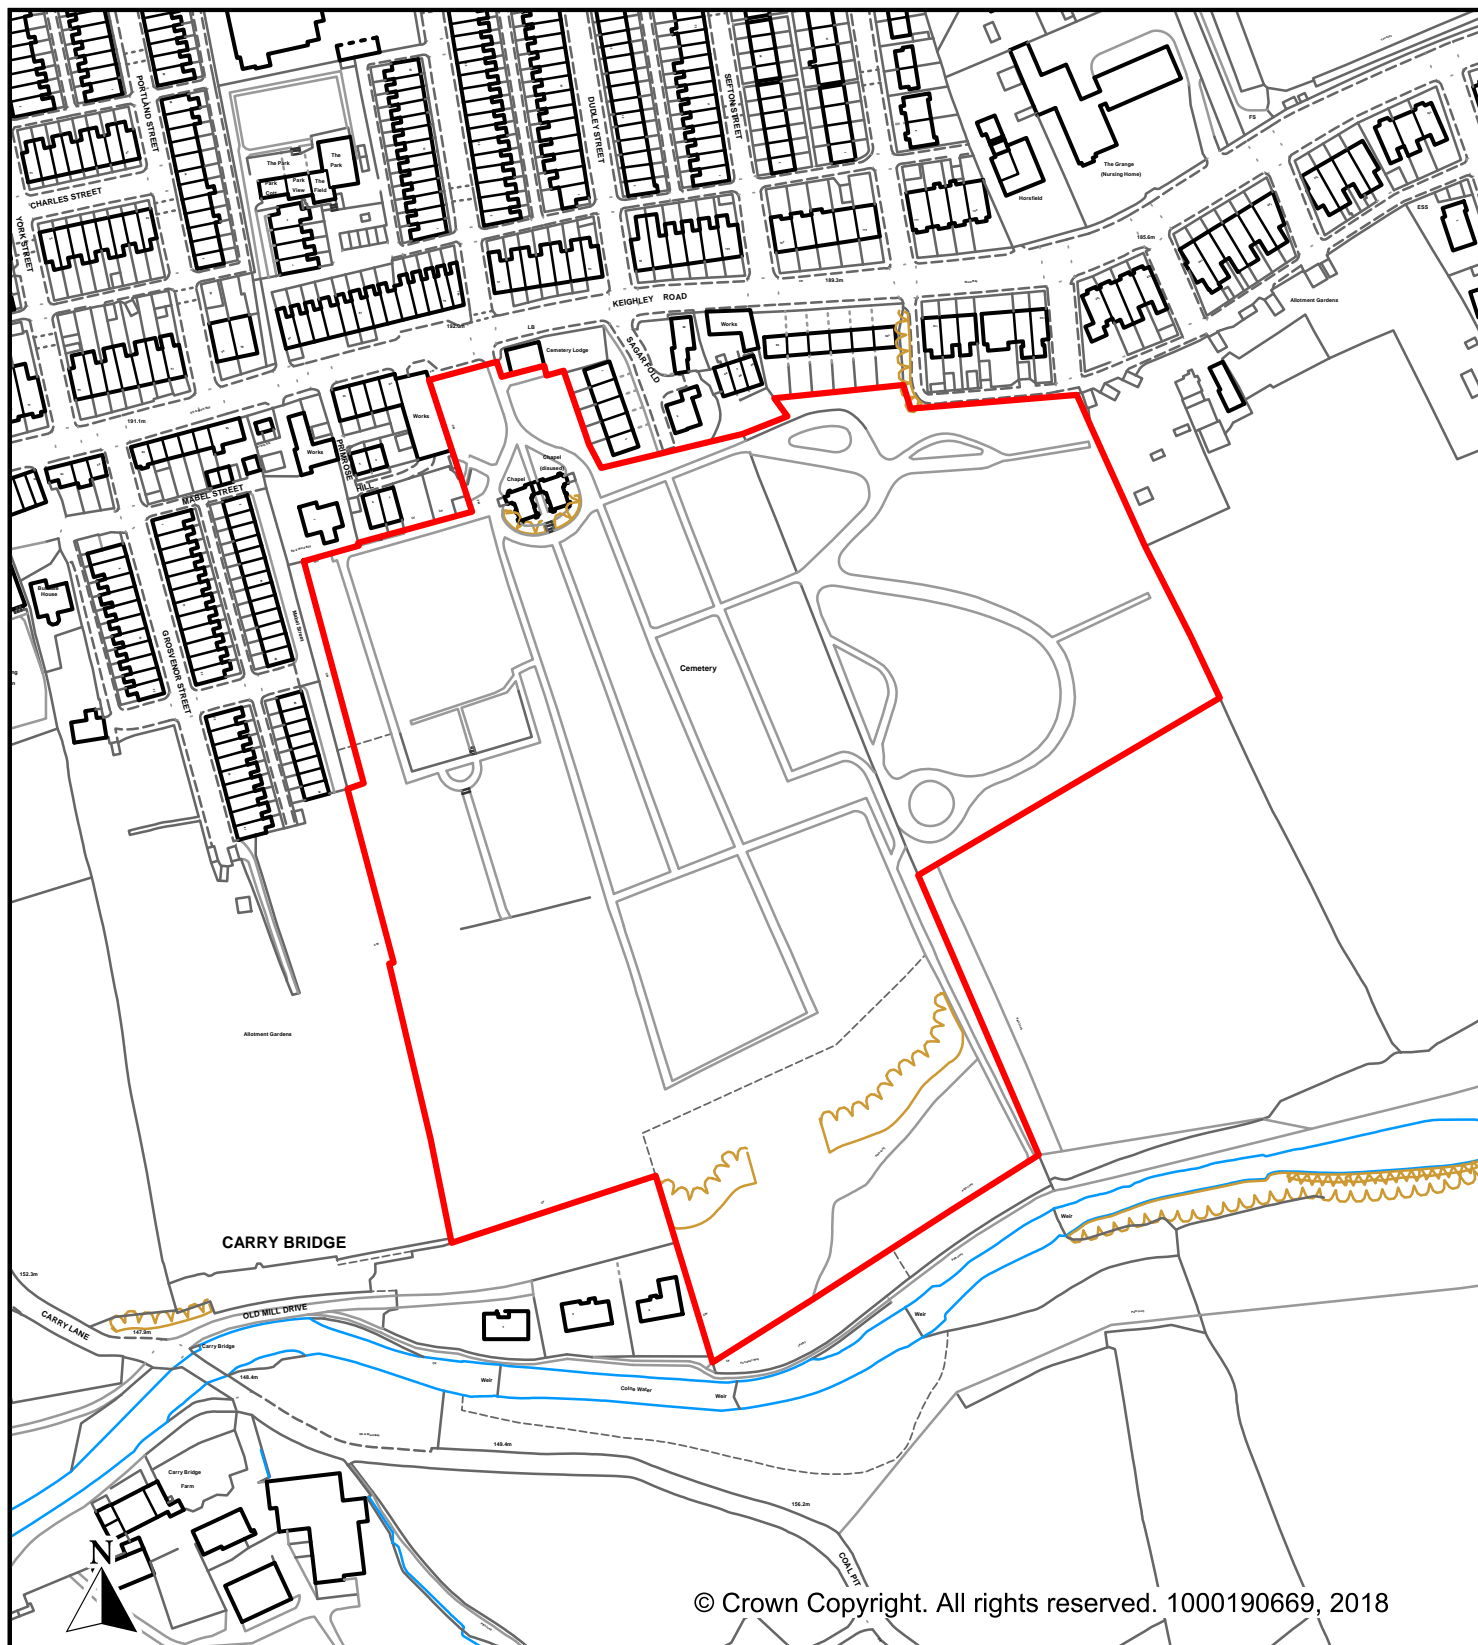 PORTLAND STREET
DUDLEY STREET
SEFTON STREET
FS
The Park
The
Park
The Grange
(Nursing Home)
Park
View
The
Field
CHARLES STREET
Horsfield
ESS
YORK STREET
185.6m
189.3m
KEIGHLEY ROAD
Allotment Gardens
192.0m
LB
Works
SAGAR FOLD
Cemetery Lodge
Works
191.1m
Works
PRIMROSE
HILL
Chapel
(disused)
Chapel
MABEL STREET
House
Mabel Street
GROSVENOR STREET
Cemetery
Allotment Gardens
Weir
CARRY BRIDGE
152.3m
CARRY LANE
OLD MILL DRIVE
147.9m
Weir
Carry Bridge
148.4m
Weir
Colne Water
Weir
149.4m
Carry Bridge
Farm
156.2m
COAL PIT
N
© Crown Copyright. All rights reserved. 1000190669, 2018